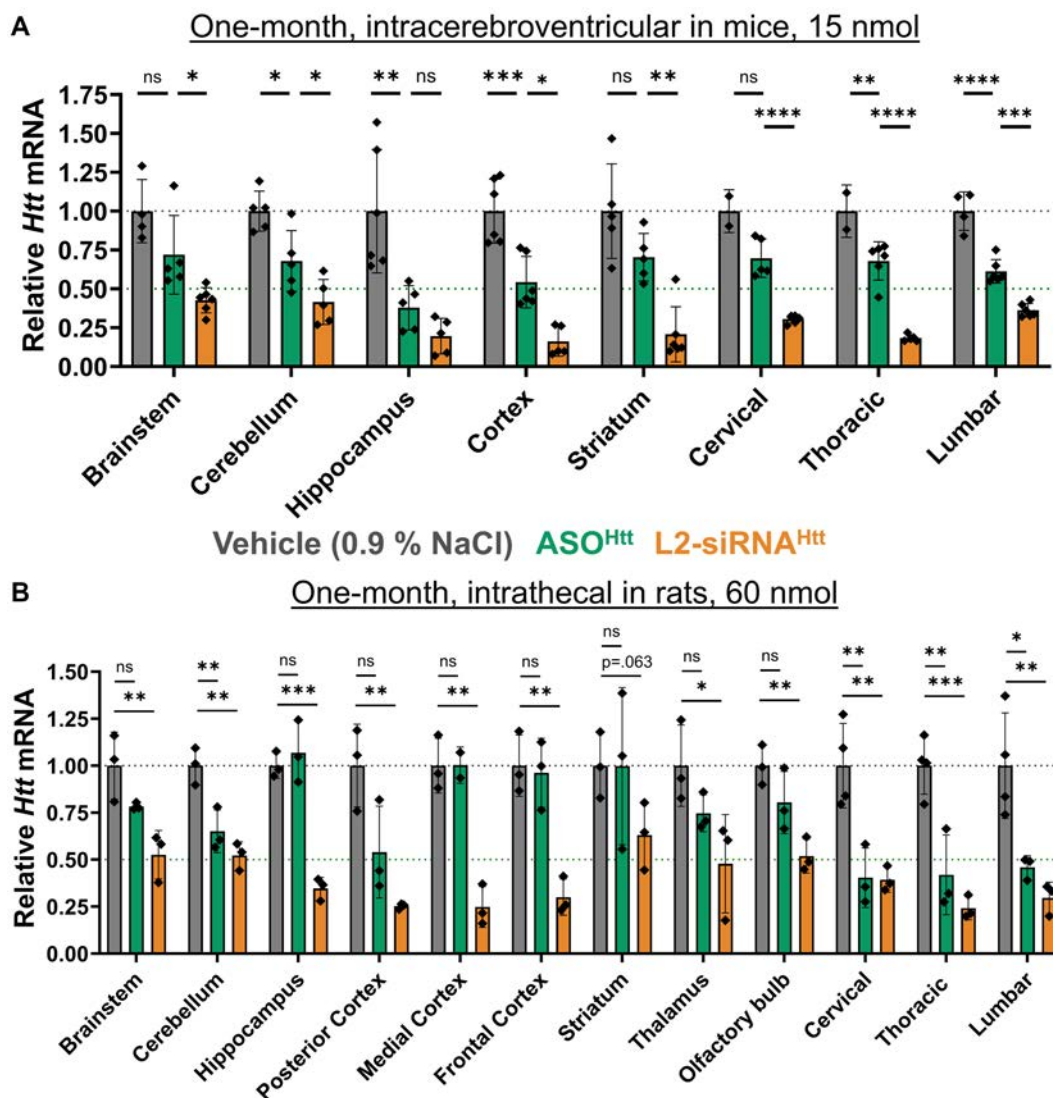 A
One-month, intracerebroventricular in mice, 15 nmol
ns * * * ** ns *** * ns ** ns **** ** **** **** ***
Relative Htt mRNA
1.75
1.50
1.25
1.00
0.75
0.50
0.25
0.00
Brainstem
Cerebellum
Hippocampus
Cortex
Striatum
Cervical
Thoracic
Lumbar
Vehicle (0.9 % NaCl) ASO^Htt L2-siRNA^Htt
B
One-month, intrathecal in rats, 60 nmol
ns ** ns ns ns ns ns ns ns ** ** *
** ** *** ** ** ** p=.063 * ** ** *** **
Relative Htt mRNA
1.50
1.25
1.00
0.75
0.50
0.25
0.00
Brainstem
Cerebellum
Hippocampus
Posterior Cortex
Medial Cortex
Frontal Cortex
Striatum
Thalamus
Olfactory bulb
Cervical
Thoracic
Lumbar